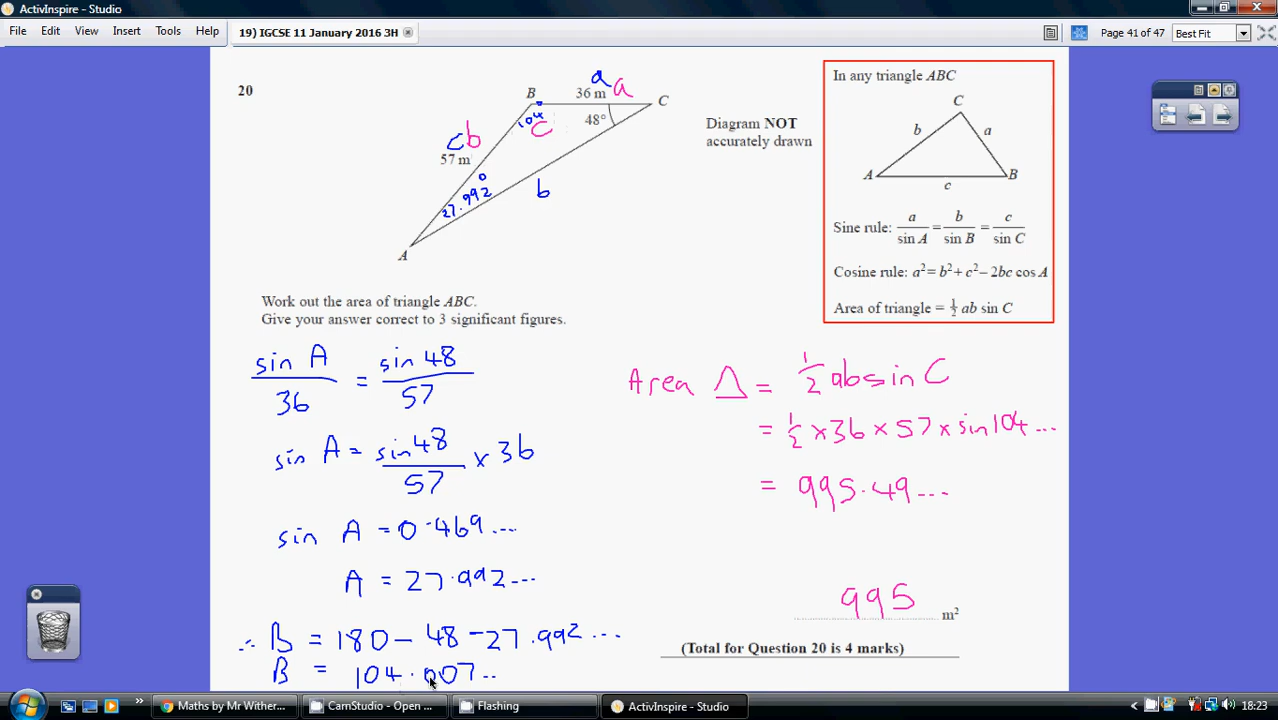 ActivInspire - Studio
File Edit View Insert Tools Help
19) IGCSE 11 January 2016 3H
Page 41 of 47
Best Fit
20
a
B 36 m a C
104 c 48°
c b
57 m
27.992
b
A
Diagram NOT
accurately drawn
In any triangle ABC
C
b a
A B
c
Sine rule: a/sin A = b/sin B = c/sin C
Cosine rule: a² = b² + c² – 2bc cos A
Area of triangle = ½ ab sin C
Work out the area of triangle ABC.
Give your answer correct to 3 significant figures.
sin A/36 = sin 48/57
sin A = sin 48/57 × 36
sin A = 0.469...
A = 27.992...
∴ B = 180 – 48 – 27.992...
B = 104.007..
Area Δ = ½ ab sin C
= ½ × 36 × 57 × sin 104...
= 995.49...
995 m²
(Total for Question 20 is 4 marks)
Maths by Mr Wither...
CamStudio - Open ...
Flashing
ActivInspire - Studio
18:23